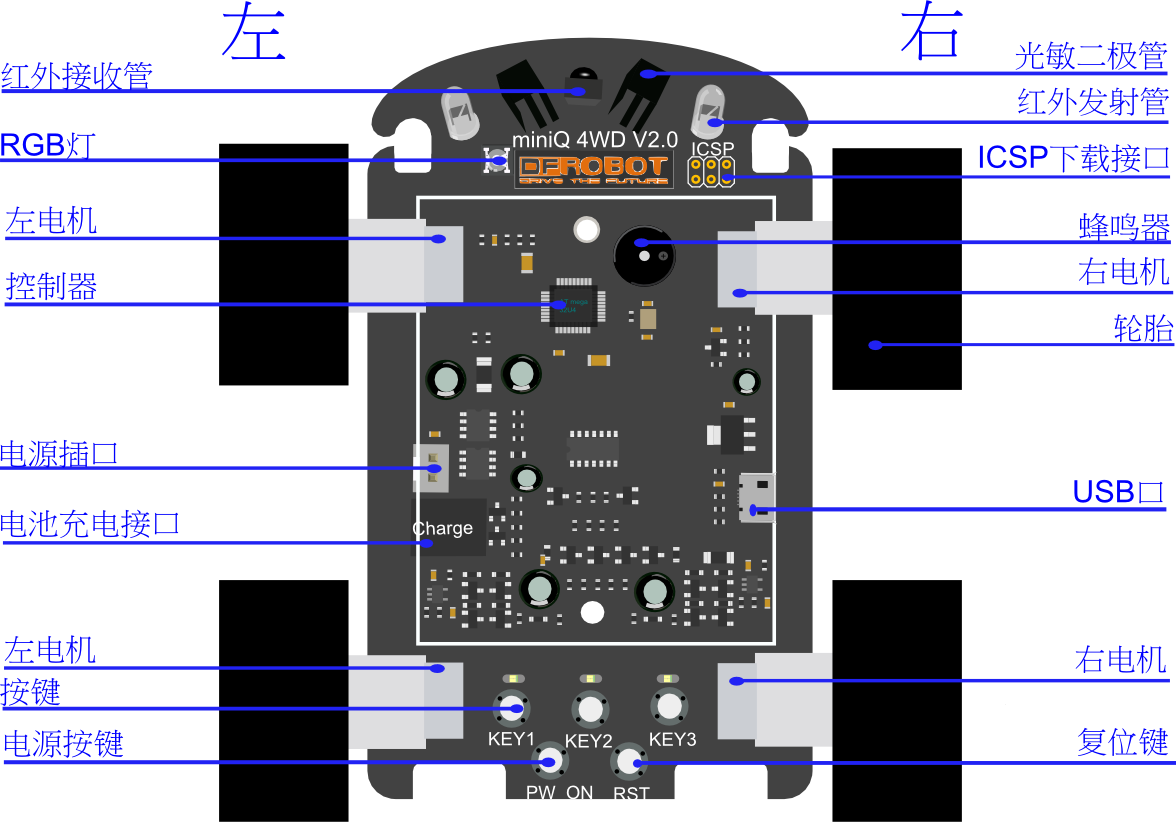 左
右
红外接收管
光敏二极管
红外发射管
RGB灯
miniQ 4WD V2.0
ICSP
DFROBOT
DRIVE THE FUTURE
ICSP下载接口
左电机
蜂鸣器
控制器
右电机
AT mega
32U4
轮胎
电源插口
USB口
电池充电接口
Charge
左电机
右电机
按键
KEY1
KEY2
KEY3
电源按键
复位键
PW ON
RST